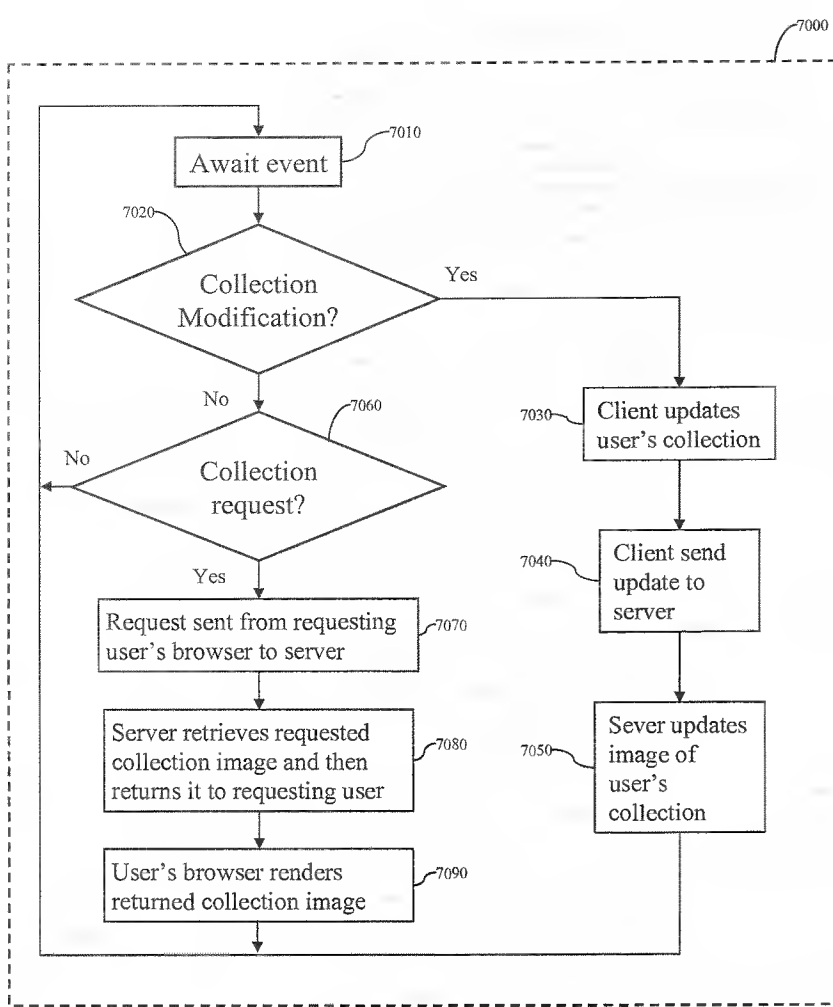 7000
7010
Await event
7020
Collection
Modification?
Yes
No
7060
Collection
request?
No
Yes
7030
Client updates
user's collection
7040
Client send
update to
server
7050
Sever updates
image of
user's
collection
Request sent from requesting
user's browser to server
7070
Server retrieves requested
collection image and then
returns it to requesting user
7080
User's browser renders
returned collection image
7090